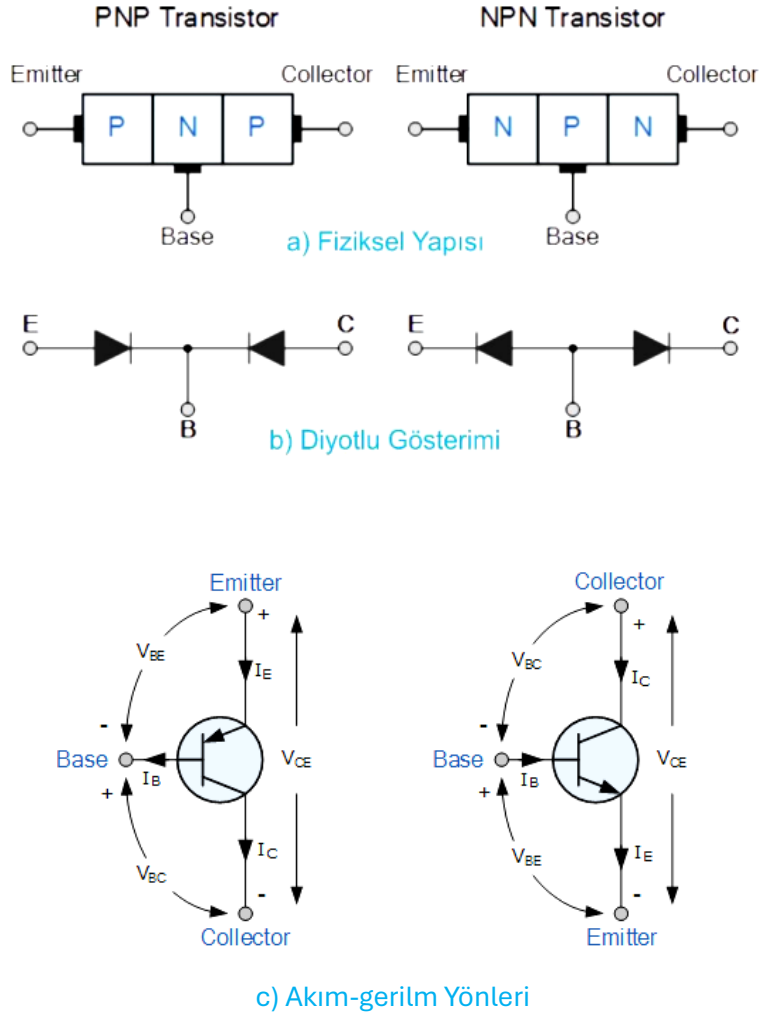 PNP Transistor
NPN Transistor
Emitter
Collector
Emitter
Collector
P
N
P
N
P
N
Base
Base
a) Fiziksel Yapısı
E
C
E
C
B
B
b) Diyotlu Gösterimi
Emitter
+
VBE
IE
-
Base
IB
VCE
+
IC
VBC
-
Collector
Collector
+
VBC
IC
-
Base
IB
VCE
+
IE
VBE
-
Emitter
c) Akım-gerilm Yönleri